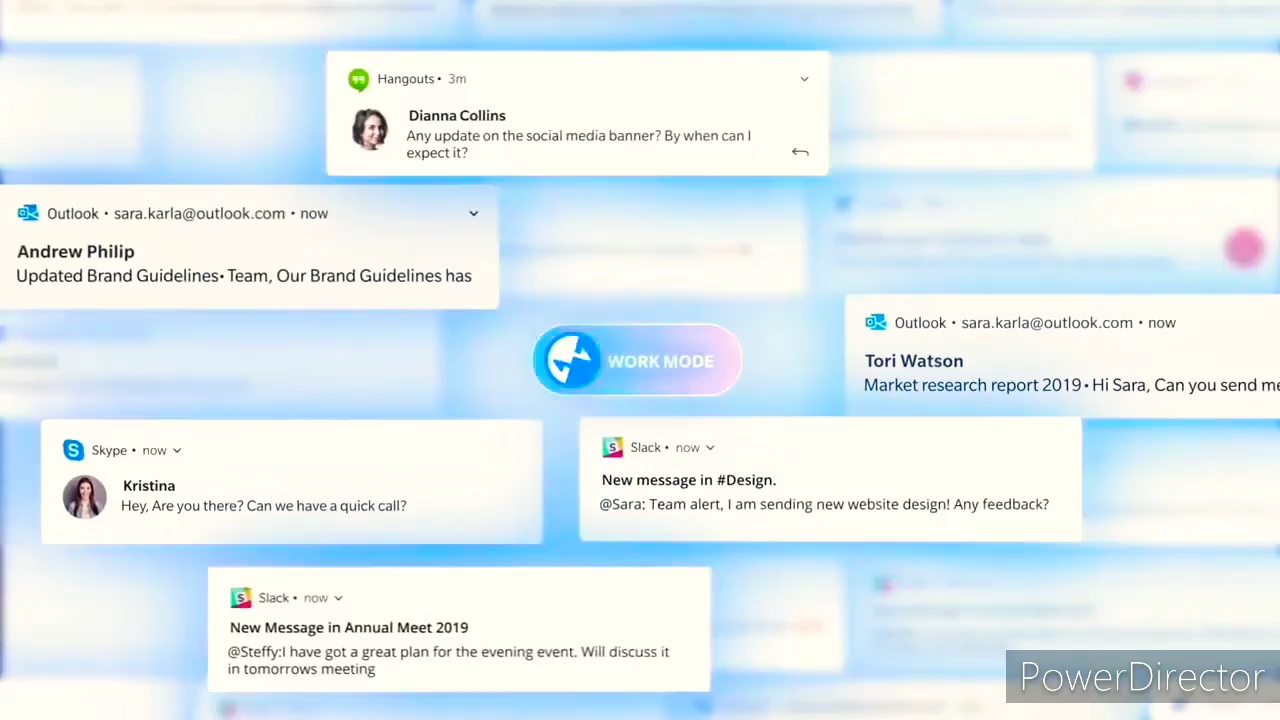 Hangouts • 3m
Dianna Collins
Any update on the social media banner? By when can I
expect it?
Outlook • sara.karla@outlook.com • now
Andrew Philip
Updated Brand Guidelines• Team, Our Brand Guidelines has
Outlook • sara.karla@outlook.com • now
Tori Watson
Market research report 2019 • Hi Sara, Can you send me
WORK MODE
Skype • now
Kristina
Hey, Are you there? Can we have a quick call?
Slack • now
New message in #Design.
@Sara: Team alert, I am sending new website design! Any feedback?
Slack • now
New Message in Annual Meet 2019
@Steffy:I have got a great plan for the evening event. Will discuss it
in tomorrows meeting
PowerDirector